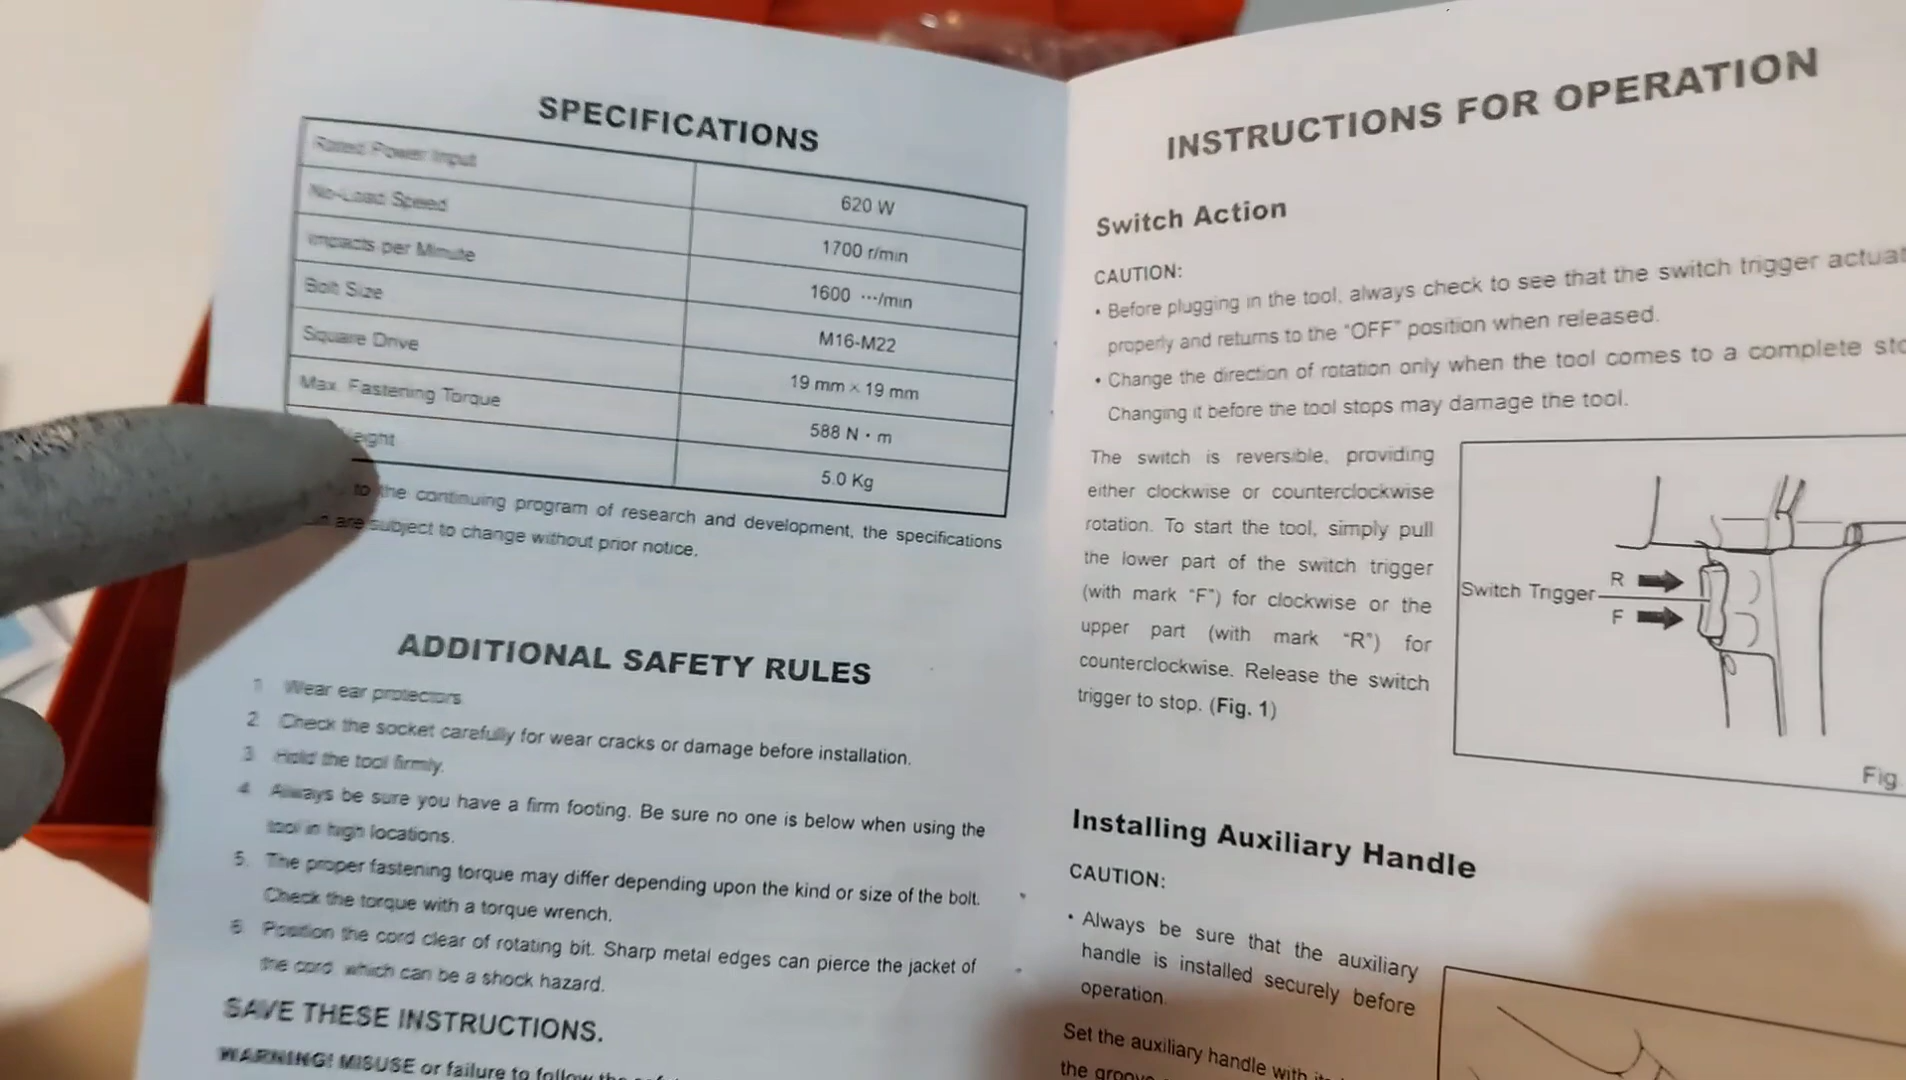 SPECIFICATIONS
Rated Power Input 620 W
No-Load Speed 1700 r/min
Impacts per Minute 1600 ···/min
Bolt Size M16-M22
Square Drive 19 mm × 19 mm
Max. Fastening Torque 588 N·m
5.0 Kg
to the continuing program of research and development, the specifications
are subject to change without prior notice.
ADDITIONAL SAFETY RULES
1. Wear ear protectors.
2. Check the socket carefully for wear cracks or damage before installation.
3. Hold the tool firmly.
4. Always be sure you have a firm footing. Be sure no one is below when using the
tool in high locations.
5. The proper fastening torque may differ depending upon the kind or size of the bolt.
Check the torque with a torque wrench.
6. Position the cord clear of rotating bit. Sharp metal edges can pierce the jacket of
the cord, which can be a shock hazard.
SAVE THESE INSTRUCTIONS.
WARNING! MISUSE or failure to follow the
INSTRUCTIONS FOR OPERATION
Switch Action
CAUTION:
• Before plugging in the tool, always check to see that the switch trigger actuat
properly and returns to the “OFF” position when released.
• Change the direction of rotation only when the tool comes to a complete sto
Changing it before the tool stops may damage the tool.
The switch is reversible, providing
either clockwise or counterclockwise
rotation. To start the tool, simply pull
the lower part of the switch trigger
(with mark “F”) for clockwise or the
upper part (with mark “R”) for
counterclockwise. Release the switch
trigger to stop. (Fig. 1)
R
Switch Trigger
F
Fig.
Installing Auxiliary Handle
CAUTION:
• Always be sure that the auxiliary
handle is installed securely before
operation.
Set the auxiliary handle with
the